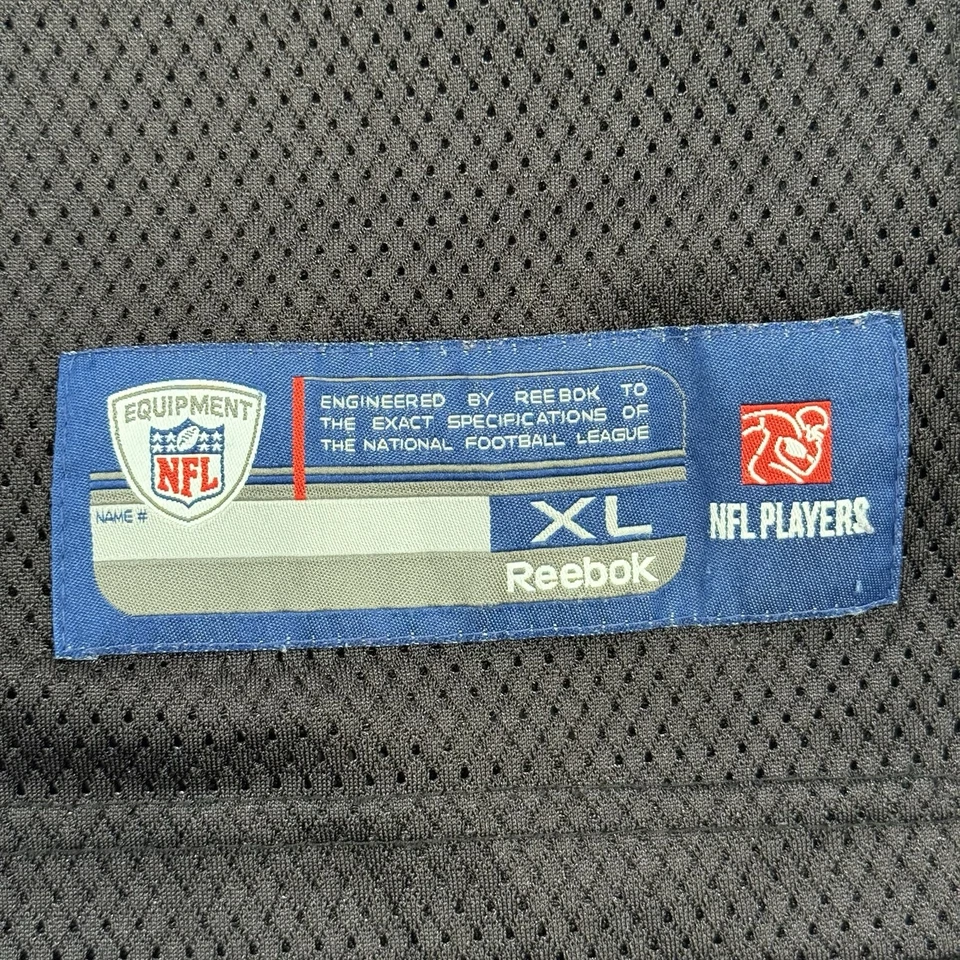 EQUIPMENT
NFL
ENGINEERED BY REEBOK TO
THE EXACT SPECIFICATIONS OF
THE NATIONAL FOOTBALL LEAGUE
NAME #
XL
Reebok
NFL PLAYERS